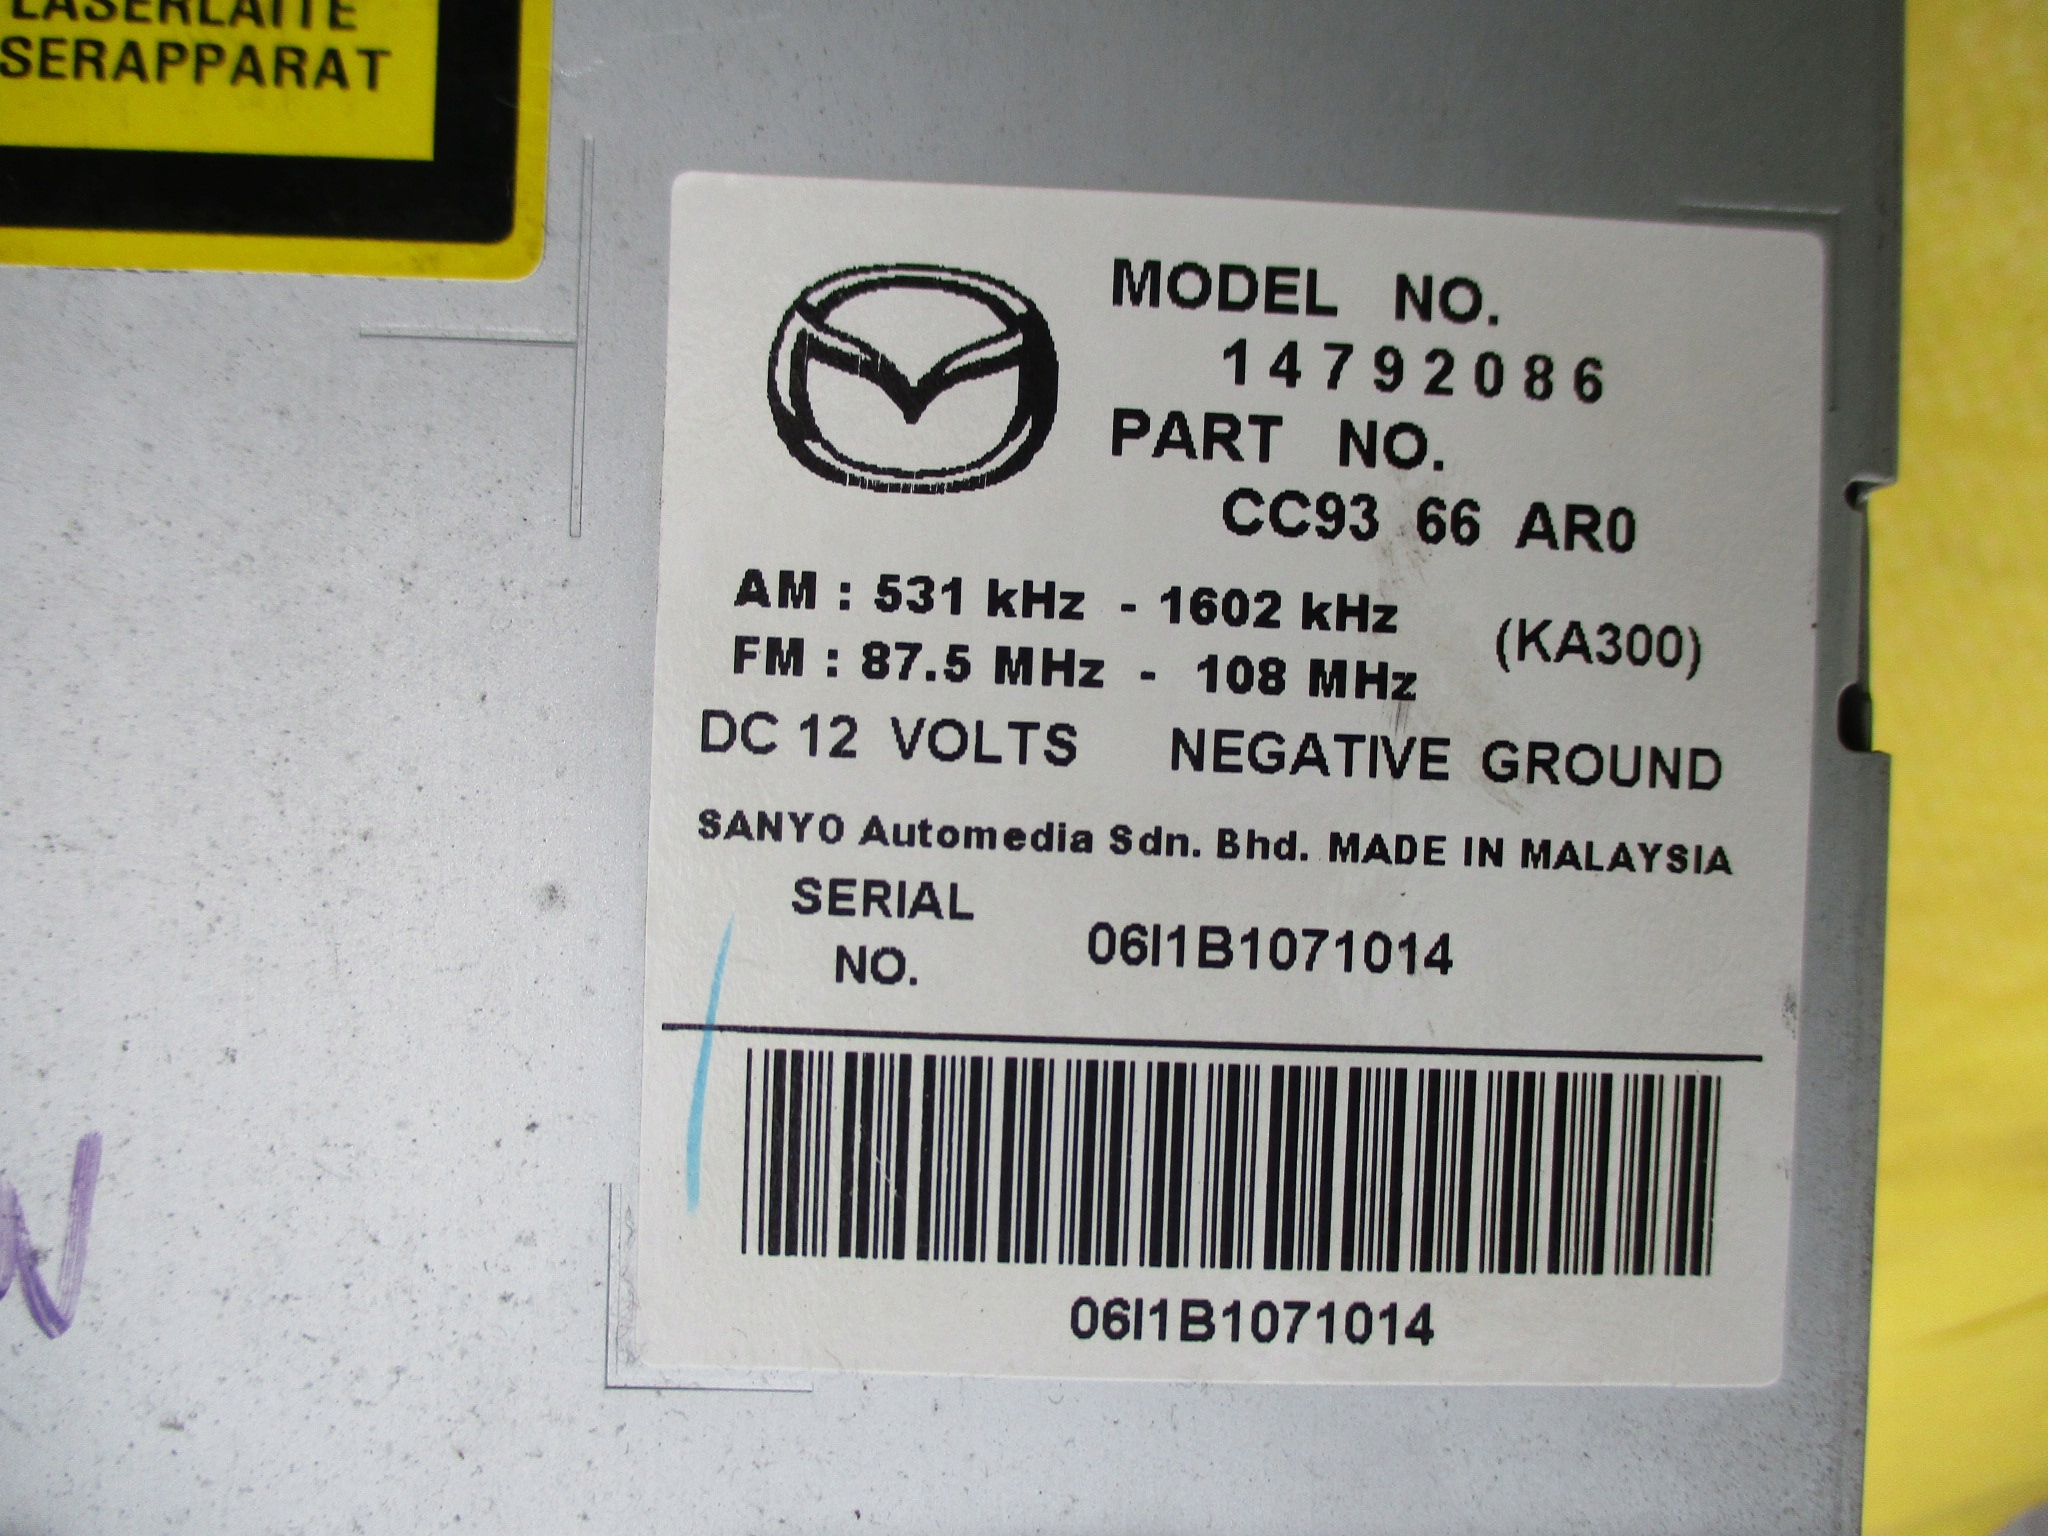 LASERLAITE
SERAPPARAT
MODEL NO.
14792086
PART NO.
CC93 66 AR0
AM : 531 kHz - 1602 kHz
(KA300)
FM : 87.5 MHz - 108 MHz
DC 12 VOLTS NEGATIVE GROUND
SANYO Automedia Sdn. Bhd. MADE IN MALAYSIA
SERIAL
NO.
06I1B1071014
06I1B1071014